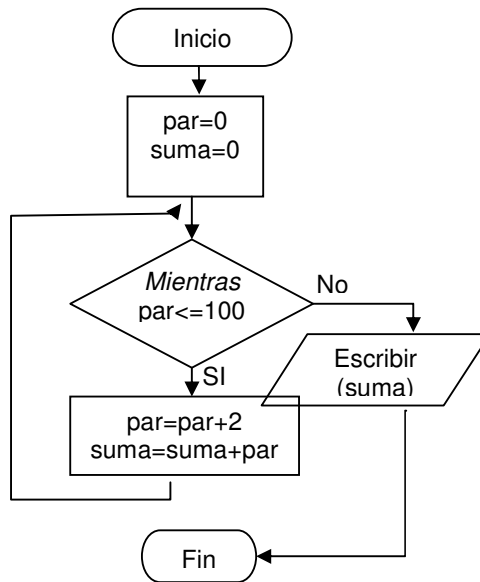 Inicio
par=0
suma=0
Mientras
par<=100
No
Escribir
(suma)
SI
par=par+2
suma=suma+par
Fin